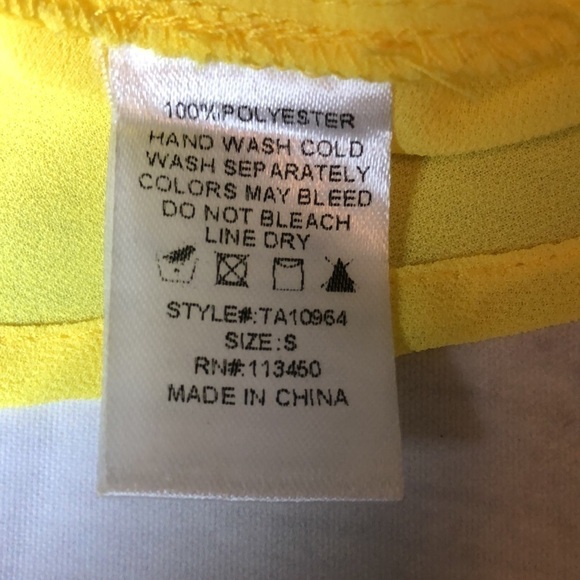 100%POLYESTER
HAND WASH COLD
WASH SEPARATELY
COLORS MAY BLEED
DO NOT BLEACH
LINE DRY
STYLE#:TA10964
SIZE:S
RN#:113450
MADE IN CHINA